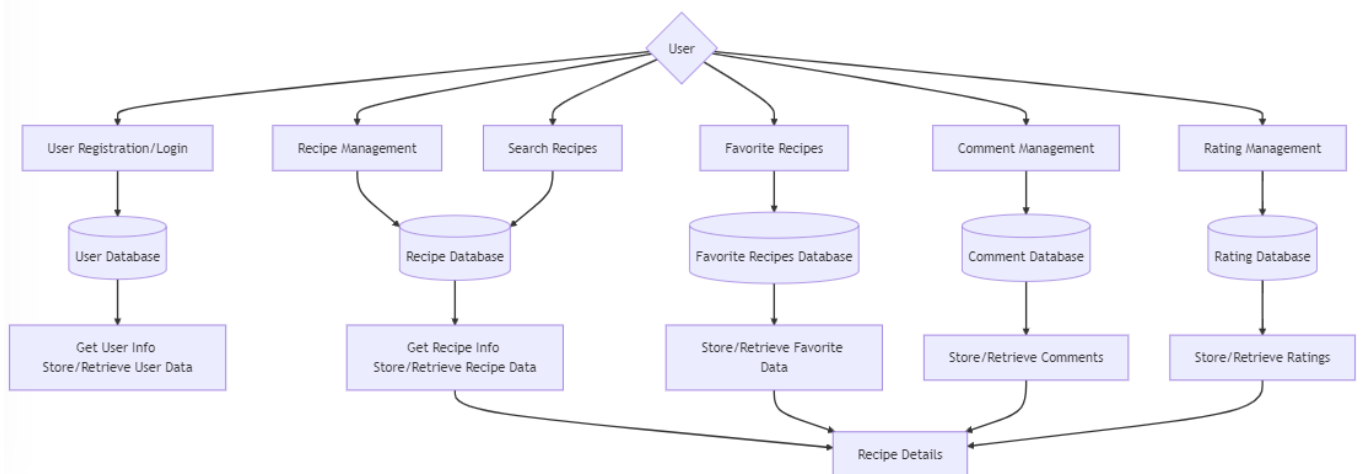 User
User Registration/Login
Recipe Management
Search Recipes
Favorite Recipes
Comment Management
Rating Management
User Database
Recipe Database
Favorite Recipes Database
Comment Database
Rating Database
Get User Info
Store/Retrieve User Data
Get Recipe Info
Store/Retrieve Recipe Data
Store/Retrieve Favorite
Data
Store/Retrieve Comments
Store/Retrieve Ratings
Recipe Details